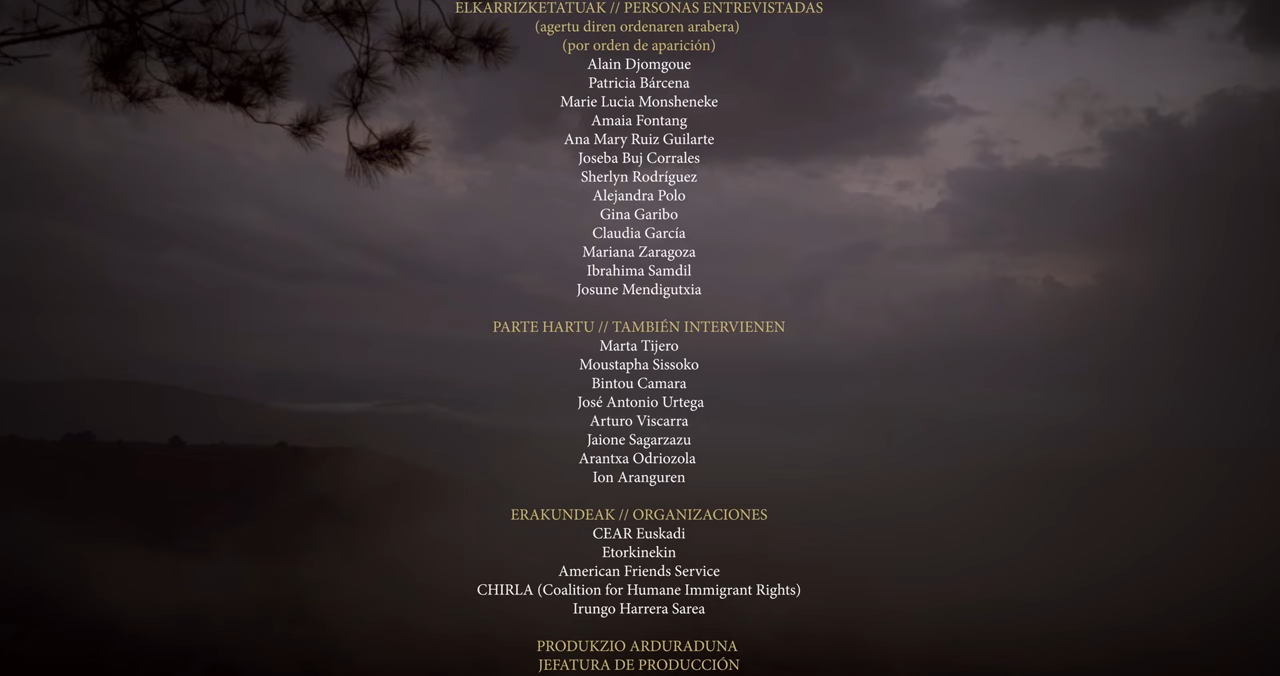 ELKARRIZKETATUAK // PERSONAS ENTREVISTADAS
(agertu diren ordenaren arabera)
(por orden de aparición)
Alain Djomgoue
Patricia Bárcena
Marie Lucia Monsheneke
Amaia Fontang
Ana Mary Ruiz Guilarte
Joseba Buj Corrales
Sherlyn Rodríguez
Alejandra Polo
Gina Garibo
Claudia García
Mariana Zaragoza
Ibrahima Samdil
Josune Mendigutxia
PARTE HARTU // TAMBIÉN INTERVIENEN
Marta Tijero
Moustapha Sissoko
Bintou Camara
José Antonio Urtega
Arturo Viscarra
Jaione Sagarzazu
Arantxa Odriozola
Ion Aranguren
ERAKUNDEAK // ORGANIZACIONES
CEAR Euskadi
Etorkinekin
American Friends Service
CHIRLA (Coalition for Humane Immigrant Rights)
Irungo Harrera Sarea
PRODUKZIO ARDURADUNA
JEFATURA DE PRODUCCIÓN